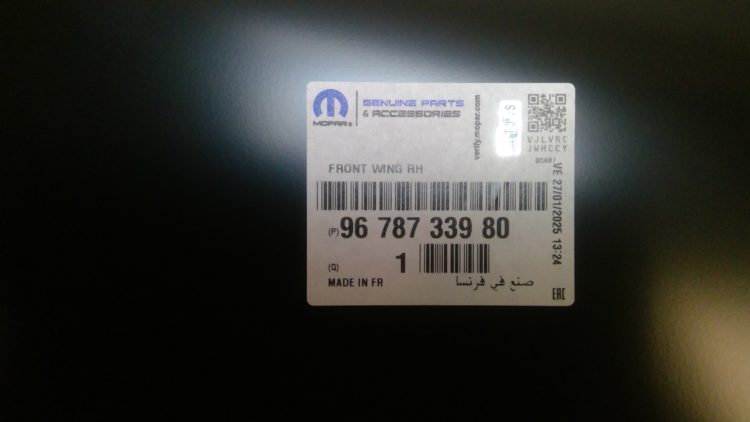 MOPAR®
GENUINE PARTS
& ACCESSORIES
verify.mopar.com
VJLVRC
JWHCCY
SCAN!
FRONT WING RH
VE 27/01/2025 13:24
(P) 96 787 339 80
(Q) 1
MADE IN FR
صنع في فرنسا
EAC